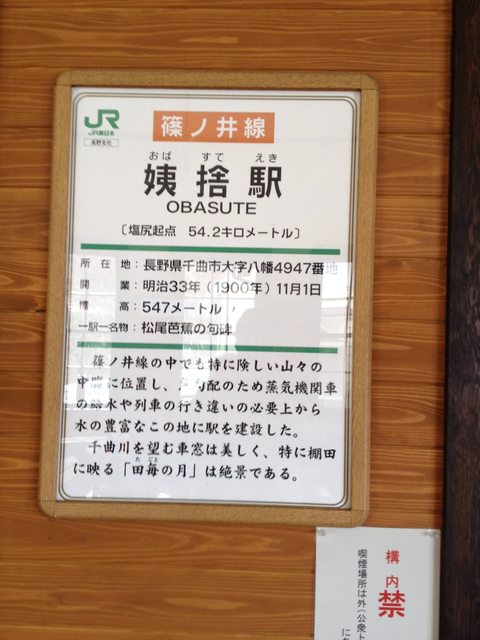 JR
JR東日本
長野支社
篠ノ井線
おば すて えき
姨捨駅
OBASUTE
〔塩尻起点 54.2キロメートル〕
所在地:長野県千曲市大字八幡4947番地
開業:明治33年(1900年)11月1日
標高:547メートル
一駅一名物:松尾芭蕉の句碑
篠ノ井線の中でも特に険しい山々の
中腹に位置し、急勾配のため蒸気機関車
の給水や列車の行き違いの必要上から
水の豊富なこの地に駅を建設した。
千曲川を望む車窓は美しく、特に棚田
たごと
に映る「田毎の月」は絶景である。
構内
禁
喫煙場所は外(公衆ト
に